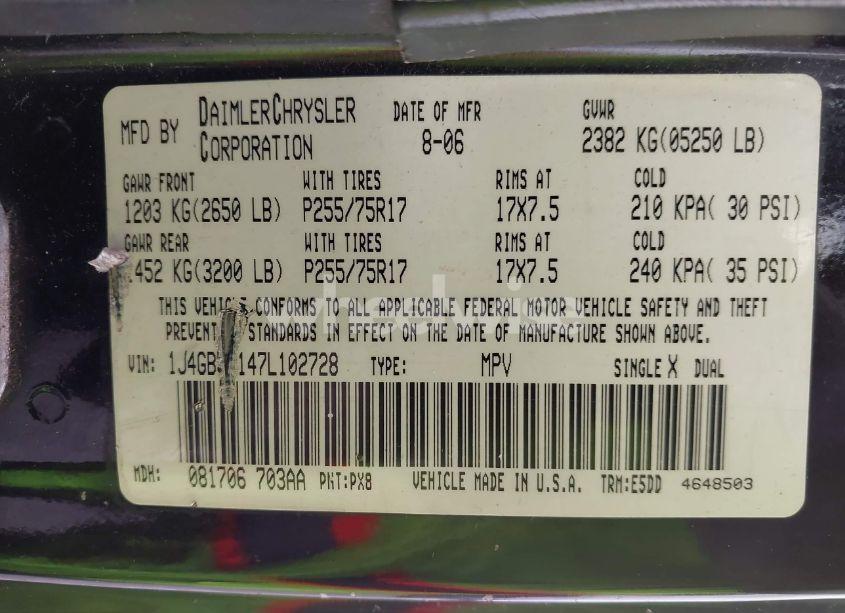 MFD BY DAIMLERCHRYSLER CORPORATION DATE OF MFR 8-06 GVWR 2382 KG(05250 LB)
GAWR FRONT WITH TIRES RIMS AT COLD
1203 KG(2650 LB) P255/75R17 17X7.5 210 KPA( 30 PSI)
GAWR REAR WITH TIRES RIMS AT COLD
452 KG(3200 LB) P255/75R17 17X7.5 240 KPA( 35 PSI)
THIS CONFORMS TO ALL APPLICABLE FEDERAL MOTOR VEHICLE SAFETY AND THEFT
PREVENT STANDARDS IN EFFECT ON THE DATE OF MANUFACTURE SHOWN ABOVE.
VIN: 1J4GB 147L102728 TYPE: MPV SINGLE X DUAL
MDH: 081706 703AA PNT:PX8 VEHICLE MADE IN U.S.A. TRM:E5DD 4648503